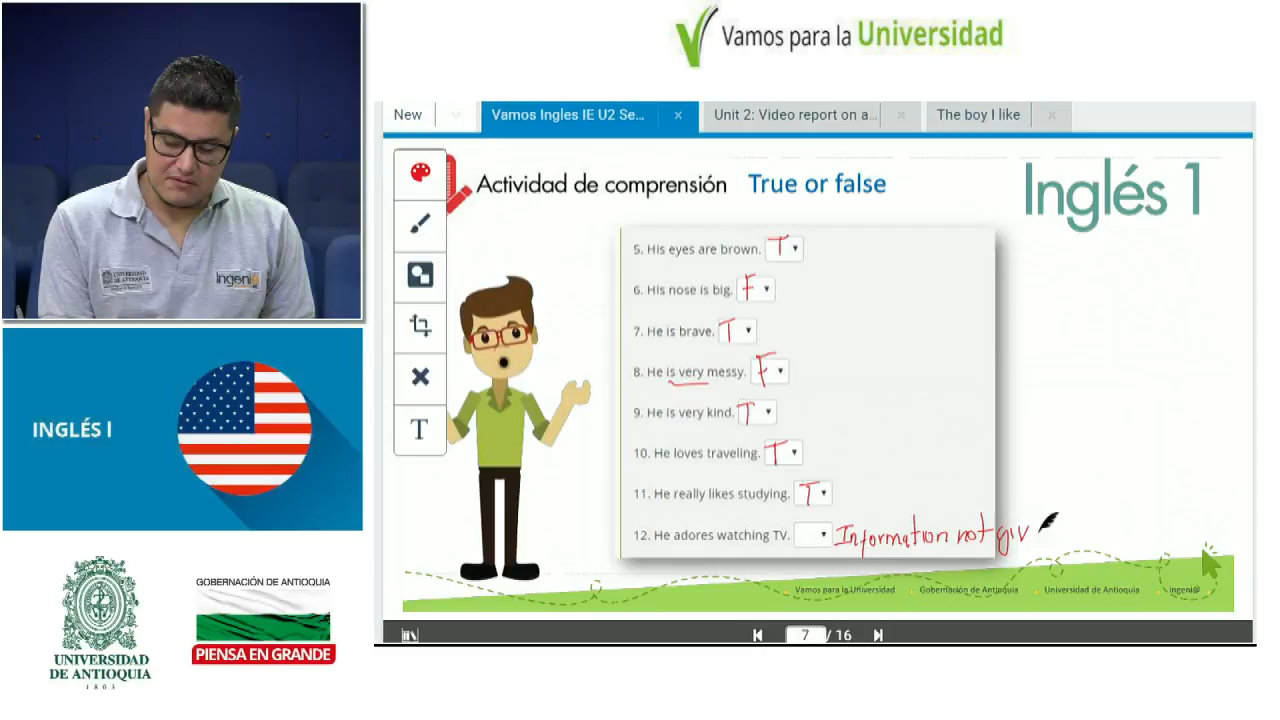 Vamos para la Universidad
New
Vamos Ingles IE U2 Se...
Unit 2: Video report on a...
The boy I like
Actividad de comprensión
True or false
Inglés 1
5. His eyes are brown. T
6. His nose is big. F
7. He is brave. T
8. He is very messy. F
9. He is very kind. T
10. He loves traveling. T
11. He really likes studying. T
12. He adores watching TV. Information not giv
T
Vamos para la Universidad
Gobernación de Antioquia
Universidad de Antioquia
Ingeni@
7 / 16
UNIVERSIDAD
DE ANTIOQUIA
Ingeni@
INGLÉS I
UNIVERSIDAD
DE ANTIOQUIA
1803
GOBERNACIÓN DE ANTIOQUIA
PIENSA EN GRANDE